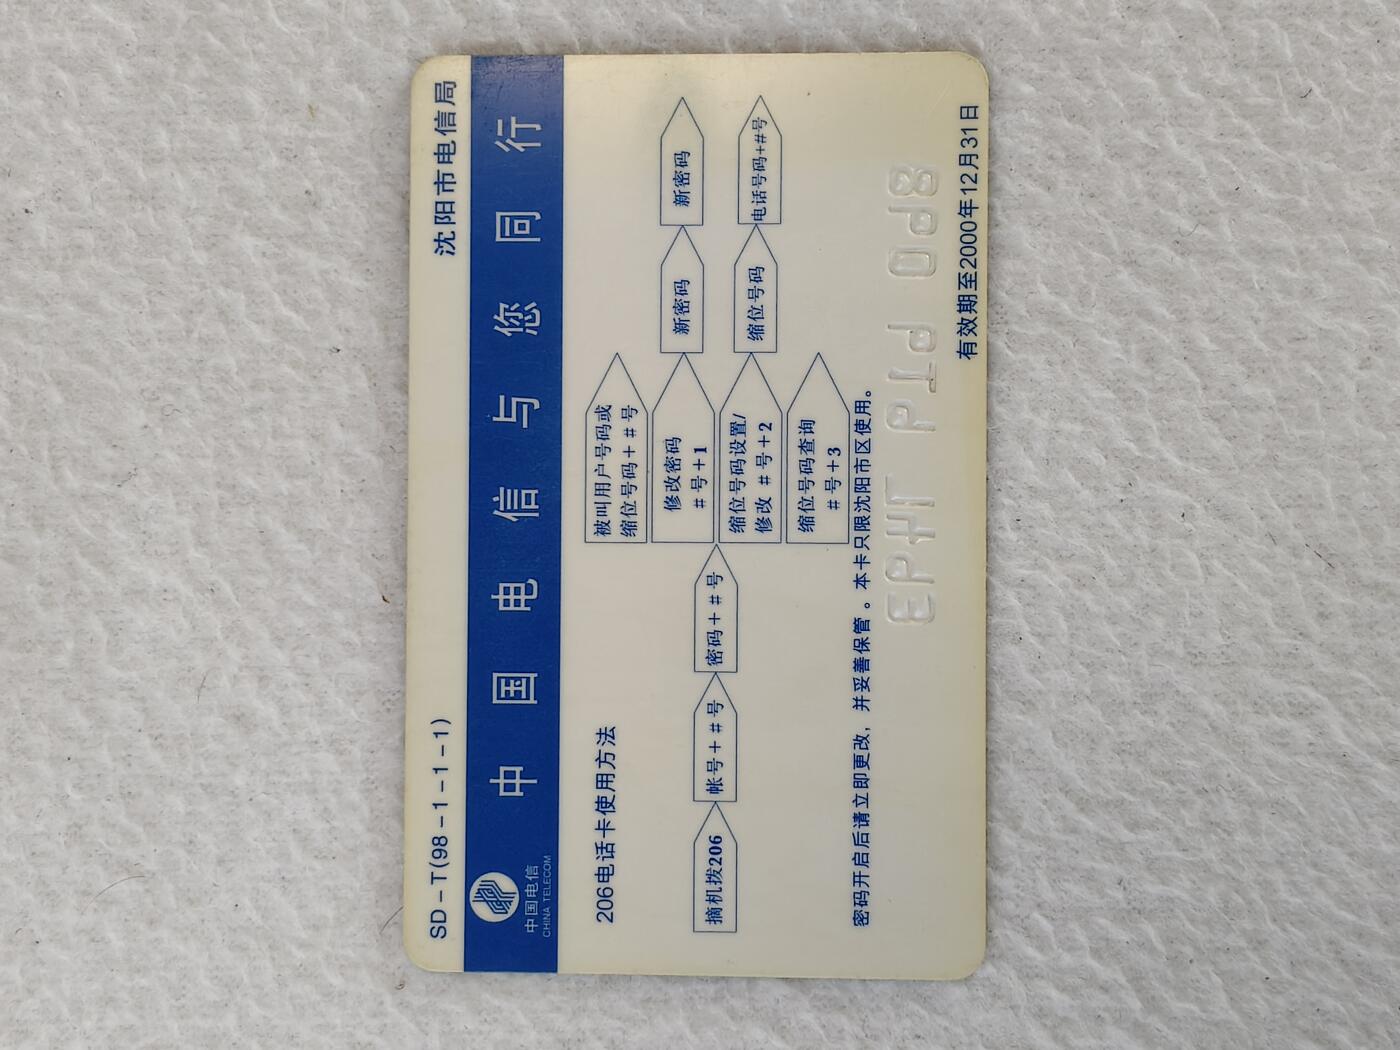 SD-T(98-1-1-1-1) 沈阳市电信局
中国电信
CHINA TELECOM
中国电信与您同行
206电话卡使用方法
摘机拨206
帐号+#号
密码+#号
被叫用户号码或
缩位号码+#号
修改密码
#号+1
新密码
新密码
缩位号码设置/
修改#号+2
缩位号码
电话号码+#号
缩位号码查询
#号+3
密码开启后请立即更改，并妥善保管。本卡只限沈阳市区使用。
有效期至2000年12月31日